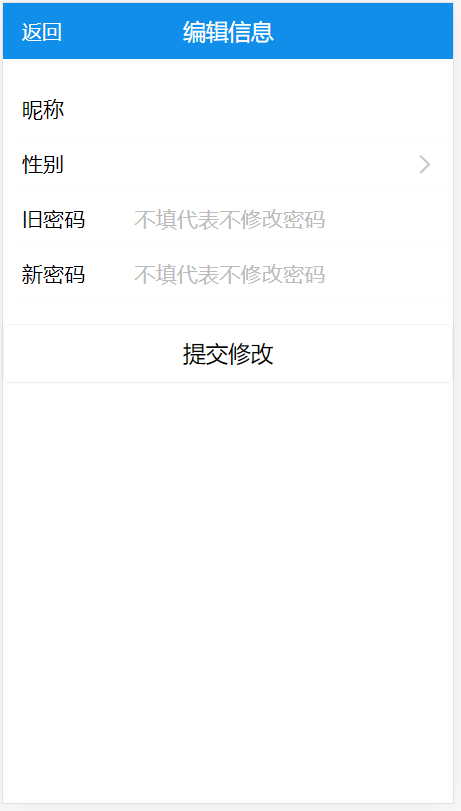 返回 编辑信息
昵称
性别
旧密码 不填代表不修改密码
新密码 不填代表不修改密码
提交修改